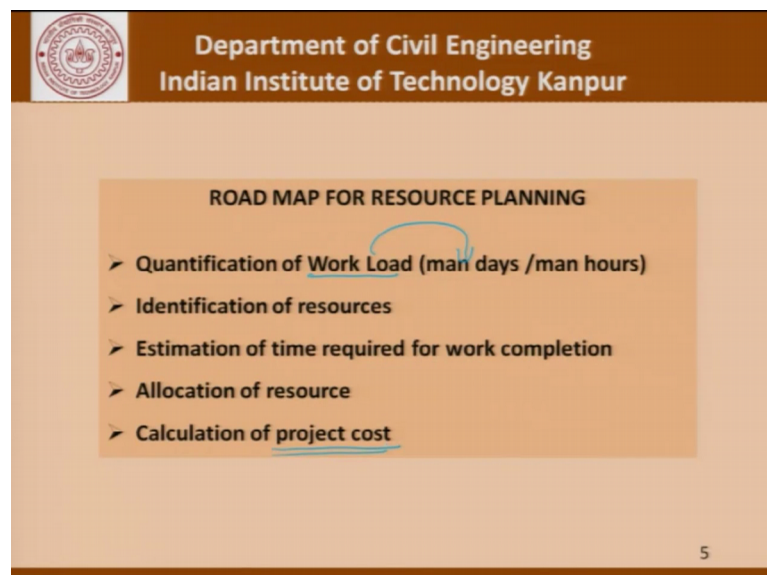 Department of Civil Engineering
Indian Institute of Technology Kanpur
ROAD MAP FOR RESOURCE PLANNING
➤ Quantification of Work Load (man days /man hours)
➤ Identification of resources
➤ Estimation of time required for work completion
➤ Allocation of resource
➤ Calculation of project cost
5